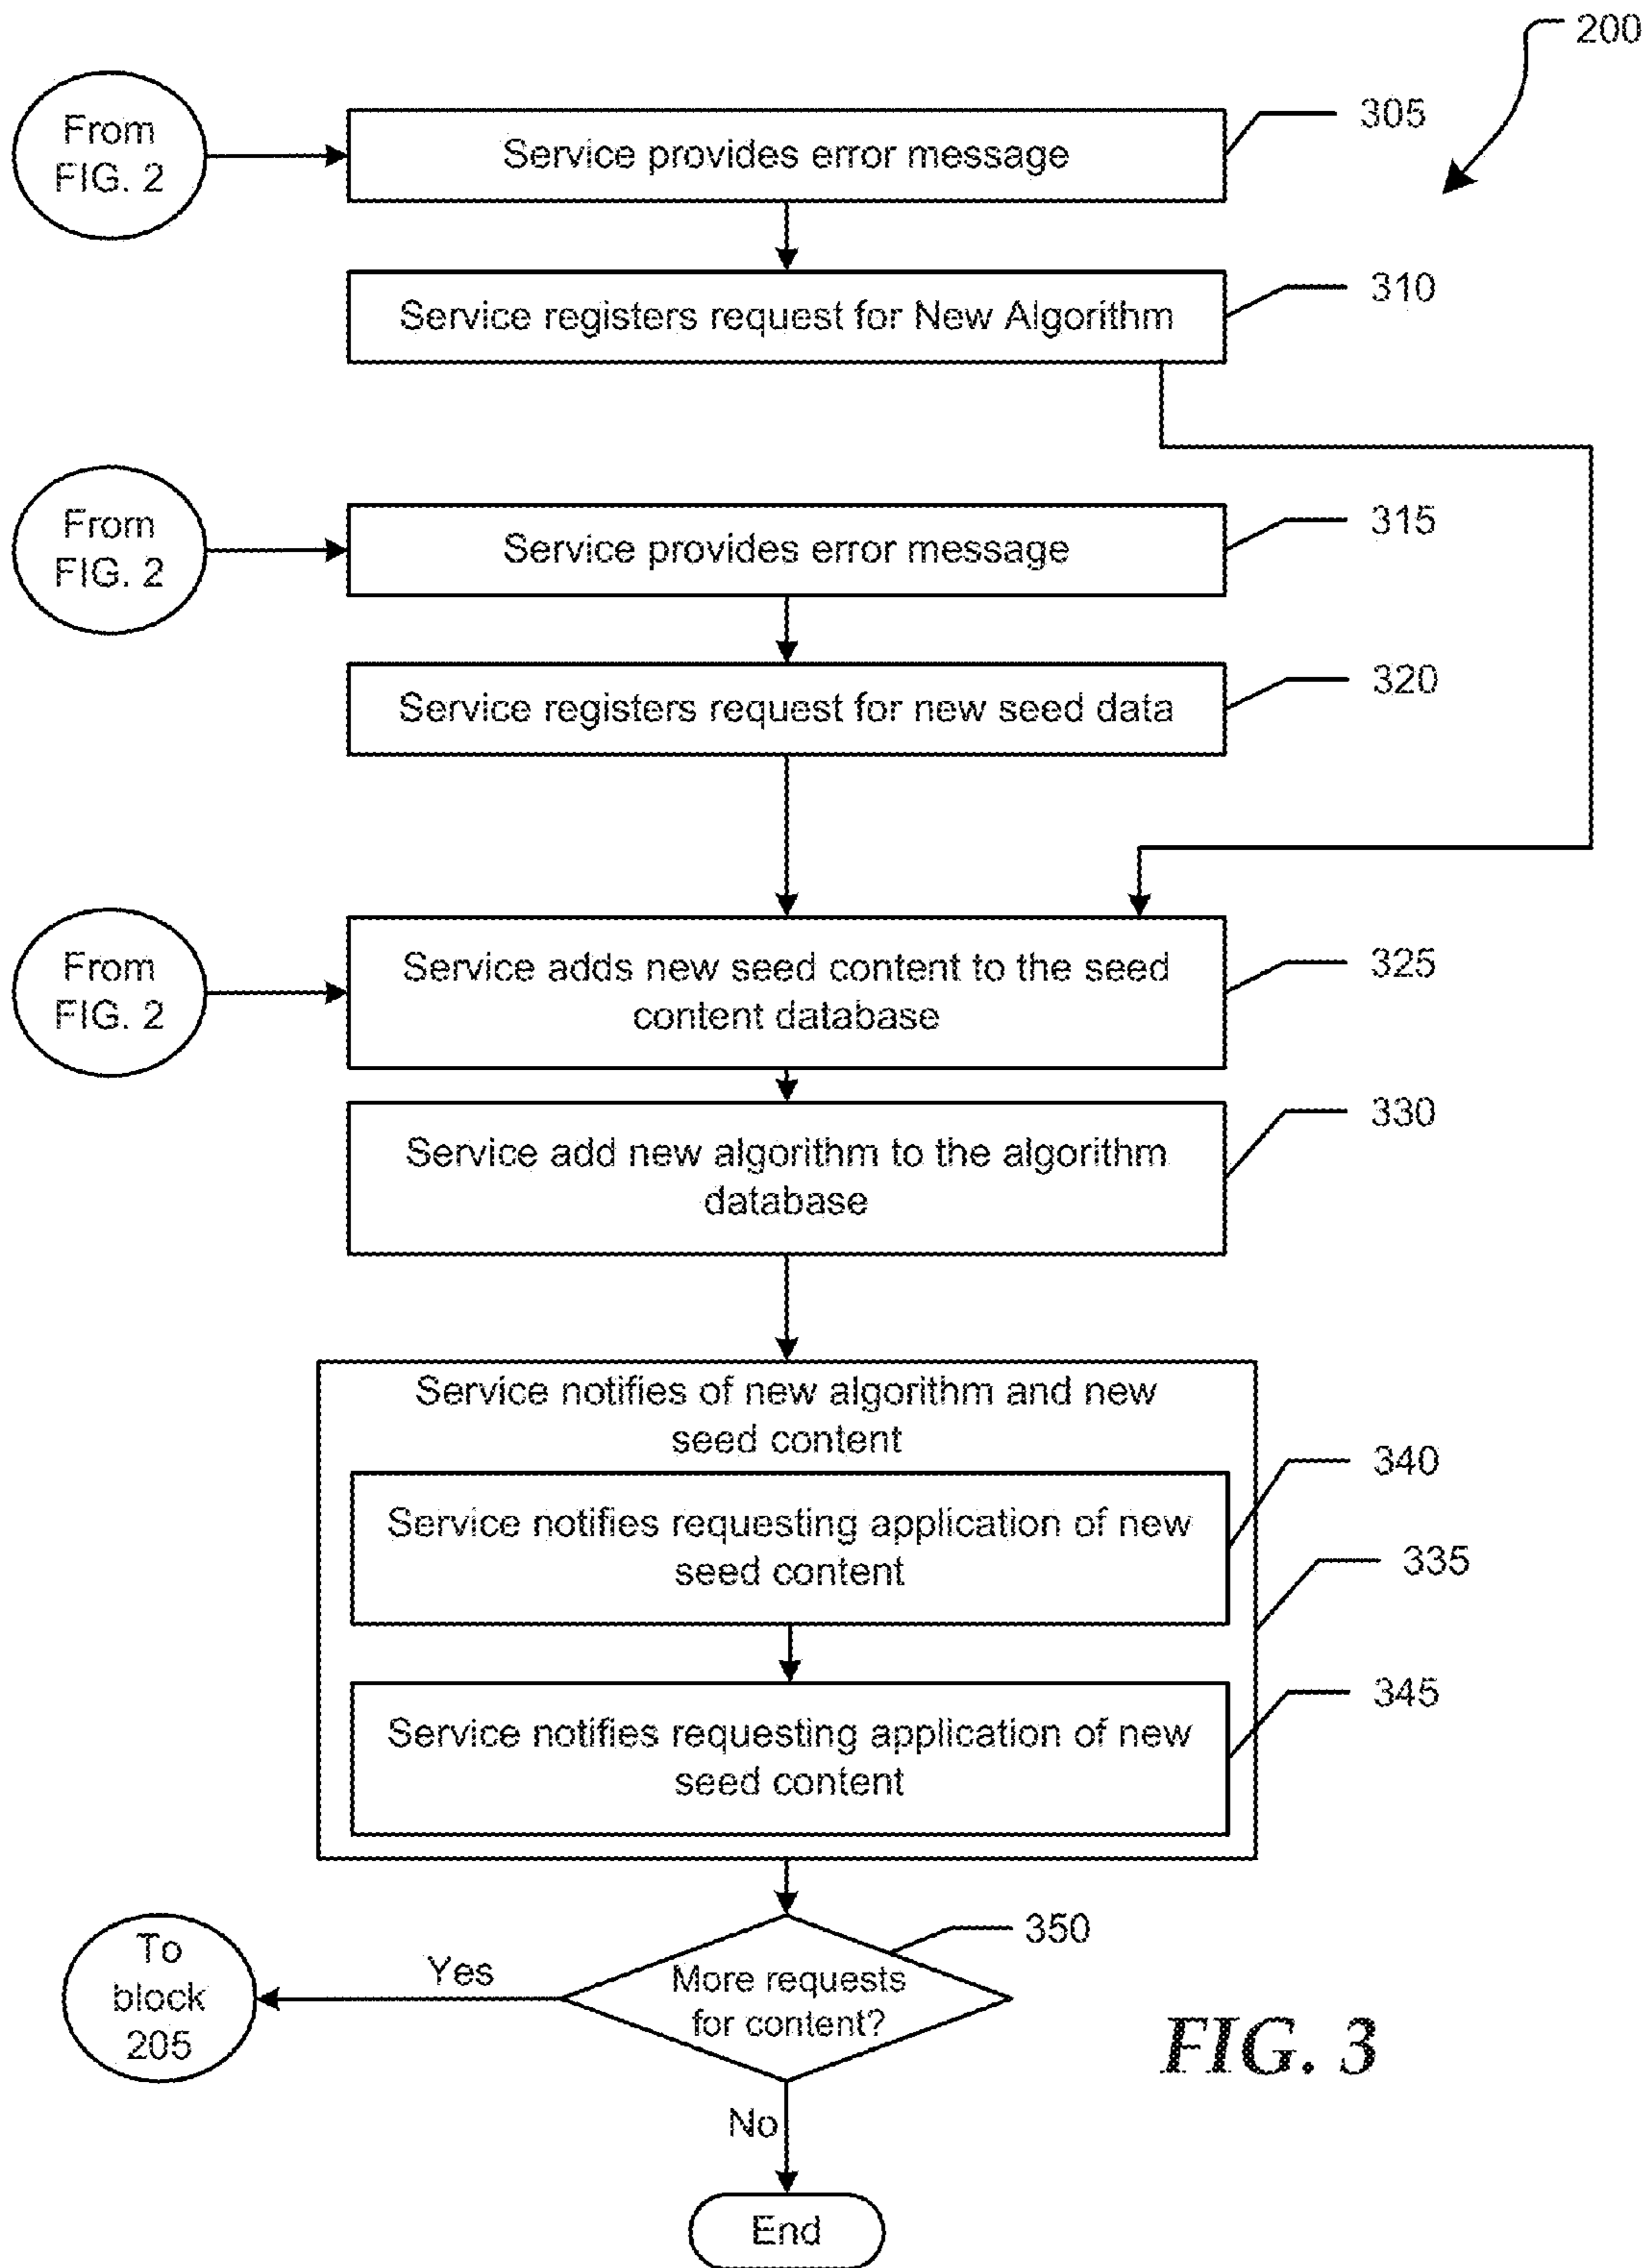 200
From
FIG. 2
Service provides error message
305
Service registers request for New Algorithm
310
From
FIG. 2
Service provides error message
315
Service registers request for new seed data
320
From
FIG. 2
Service adds new seed content to the seed
content database
325
Service add new algorithm to the algorithm
database
330
Service notifies of new algorithm and new
seed content
335
Service notifies requesting application of new
seed content
340
Service notifies requesting application of new
seed content
345
More requests
for content?
350
Yes
To
block
205
No
End
FIG. 3